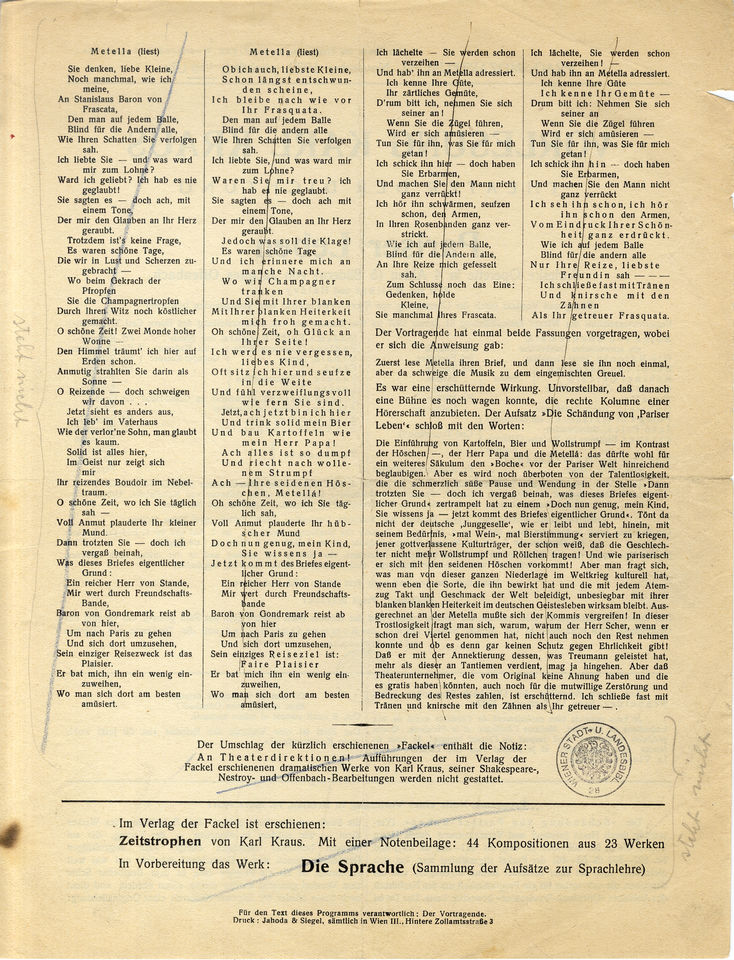 Metella (liest)
Sie denken, liebe Kleine,
Noch manchmal, wie ich
meine,
An Stanislaus Baron von
Frascata,
Den man auf jedem Balle,
Blind für die Andern alle,
Wie Ihren Schatten Sie verfolgen
sah.
Ich liebte Sie — und was ward
mir zum Lohne?
Ward ich geliebt? Ich hab es nie
geglaubt!
Sie sagten es — doch ach, mit
einem Tone,
Der mir den Glauben an Ihr Herz
geraubt.
Trotzdem ist's keine Frage,
Es waren schöne Tage,
Die wir in Lust und Scherzen zu-
gebracht —
Wo beim Gekrach der
Pfropfen
Sie die Champagnertropfen
Durch Ihren Witz noch köstlicher
gemacht.
O schöne Zeit! Zwei Monde hoher
Wonne —
Den Himmel träumt' ich hier auf
Erden schon.
Anmutig strahlten Sie darin als
Sonne —
O Reizende — doch schweigen
wir davon . . .
Jetzt sieht es anders aus,
Ich leb' im Vaterhaus
Wie der verlor'ne Sohn, man glaubt
es kaum.
Solid ist alles hier,
Im Geist nur zeigt sich
mir
Ihr reizendes Boudoir im Nebel-
traum.
O schöne Zeit, wo ich Sie täglich
sah —
Voll Anmut plauderte Ihr kleiner
Mund.
Dann trotzten Sie — doch ich
vergaß beinah,
Was dieses Briefes eigentlicher
Grund:
Ein reicher Herr von Stande,
Mir wert durch Freundschafts-
Bande,
Baron von Gondremark reist ab
von hier,
Um nach Paris zu gehen
Und sich dort umzusehen,
Sein einziger Reisezweck ist das
Plaisier.
Er bat mich, ihn ein wenig ein-
zuweihen,
Wo man sich dort am besten
amüsiert.
Metella (liest)
Ob ich auch, liebste Kleine,
Schon längst entschwun-
den scheine,
Ich bleibe nach wie vor
Ihr Frasquata.
Den man auf jedem Balle
Blind für die andern alle
Wie Ihren Schatten Sie verfolgen
sah.
Ich liebte Sie, und was ward mir
zum Lohne?
Waren Sie mir treu? ich
hab es nie geglaubt.
Sie sagten es — doch ach mit
einem Tone,
Der mir den Glauben an Ihr Herz
geraubt.
Jedoch was soll die Klage!
Es waren schöne Tage
Und ich erinnere mich an
manche Nacht.
Wo wir Champagner
tranken
Und Sie mit Ihrer blanken
Mit Ihrer blanken Heiterkeit
mich froh gemacht.
Oh schöne Zeit, oh Glück an
Ihrer Seite!
Ich werd es nie vergessen,
liebes Kind,
Oft sitz ich hier und seufze
in die Weite
Und fühl verzweiflungsvoll
wie fern Sie sind.
Jetzt, ach jetzt bin ich hier
Und trink solid mein Bier
Und bau Kartoffeln wie
mein Herr Papa!
Ach alles ist so dumpf
Und riecht nach wolle-
nem Strumpf
Ach — Ihre seidenen Hös-
chen, Metella!
Oh schöne Zeit, wo ich Sie täg-
lich sah,
Voll Anmut plauderte Ihr hüb-
scher Mund
Doch nun genug, mein Kind,
Sie wissens ja —
Jetzt kommt des Briefes eigent-
licher Grund:
Ein reicher Herr von Stande
Mir wert durch Freundschafts-
bande
Baron von Gondremark reist ab
von hier
Um nach Paris zu gehen
Und sich dort umzusehen,
Sein einziges Reiseziel ist:
Faire Plaisier
Er bat mich ihn ein wenig ein-
zuweihen,
Wo man sich dort am besten
amüsiert,
Ich lächelte — Sie werden schon
verzeihen —
Und hab' ihn an Metella adressiert.
Ich kenne Ihre Güte,
Ihr zärtliches Gemüte,
D'rum bitt ich, nehmen Sie sich
seiner an!
Wenn Sie die Zügel führen,
Wird er sich amüsieren —
Tun Sie für ihn, was Sie für mich
getan!
Ich schick ihn hier — doch haben
Sie Erbarmen,
Und machen Sie den Mann nicht
ganz verrückt!
Ich hör ihn schwärmen, seufzen
schon, den Armen,
In Ihren Rosenbanden ganz ver-
strickt.
Wie ich auf jedem Balle,
Blind für die Andern alle,
An Ihre Reize mich gefesselt
sah.
Zum Schlusse noch das Eine:
Gedenken, holde
Kleine,
Sie manchmal Ihres Frascata.
Ich lächelte, Sie werden schon
verzeihen! —
Und hab ihn an Metella adressiert.
Ich kenne Ihre Güte
Ich kenne Ihr Gemüte —
Drum bitt ich: Nehmen Sie sich
seiner an
Wenn Sie die Zügel führen
Wird er sich amüsieren —
Tun Sie für ihn, was Sie für mich
getan!
Ich schick ihn hin — doch haben
Sie Erbarmen,
Und machen Sie den Mann nicht
ganz verrückt!
Ich seh ihn schon, ich hör
ihn schon den Armen,
Vom Eindruck Ihrer Schön-
heit ganz erdrückt.
Wie ich auf jedem Balle
Blind für die andern alle
Nur Ihre Reize, liebste
Freundin sah — —
Ich schließe fast mit Tränen
Und knirsche mit den
Zähnen
Als Ihr getreuer Frasquata.
Der Vortragende hat einmal beide Fassungen vorgetragen, wobei
er sich die Anweisung gab:
Zuerst lese Metella ihren Brief, und dann lese sie ihn noch einmal,
aber da schweige die Musik zu dem eingemischten Greuel.
Es war eine erschütternde Wirkung. Unvorstellbar, daß danach
eine Bühne es noch wagen konnte, die rechte Kolumne einer
Hörerschaft anzubieten. Der Aufsatz »Die Schändung von ‚Pariser
Leben‘« schloß mit den Worten:
Die Einführung von Kartoffeln, Bier und Wollstrumpf — im Kontrast
der Höschen —, der Herr Papa und die Metellá: das dürfte wohl für
ein weiteres Säkulum den »Boche« vor der Pariser Welt hinreichend
beglaubigen. Aber es wird noch überboten von der Talentlosigkeit,
die die schmerzlich süße Pause und Wendung in der Stelle »Dann
trotzten Sie — doch ich vergaß beinah, was dieses Briefes eigent-
licher Grund« zertrampelt hat zu einem »Doch nun genug, mein Kind,
Sie wissens ja — jetzt kommt des Briefes eigentlicher Grund«. Tönt da
nicht der deutsche ‚Junggeselle‘, wie er leibt und lebt, hinein, mit
seinem Bedürfnis, »mal Wein-, mal Bierstimmung« serviert zu kriegen,
jener gottverlassene Kulturträger, der schon weiß, daß die Geschlech-
ter nicht mehr Wollstrumpf und Röllchen tragen! Und wie pariserisch
er sich mit den seidenen Höschen vorkommt! Aber man fragt sich,
was man von dieser ganzen Niederlage im Weltkrieg kulturell hat,
wenn eben die Sorte, die ihn bewirkt hat und die mit jedem Atem-
zug Takt und Geschmack der Welt beleidigt, unbesiegbar mit ihrer
blanken blanken Heiterkeit im deutschen Geistesleben wirksam bleibt. Aus-
gerechnet an der Metella mußte sich der Kommis vergreifen! In dieser
Trostlosigkeit fragt man sich, warum, warum der Herr Scher, wenn er
schon drei Viertel genommen hat, nicht auch noch den Rest nehmen
konnte und ob es denn gar keinen Schutz gegen Ehrlichkeit gibt!
Daß er mit der Annektierung dessen, was Treumann geleistet hat,
mehr als dieser an Tantiemen verdient, mag ja hingehen. Aber daß
Theaterunternehmer, die vom Original keine Ahnung haben und die
es gratis haben könnten, auch noch für die mutwillige Zerstörung und
Bedreckung des Restes zahlen, ist erschütternd. Ich schließe fast mit
Tränen und knirsche mit den Zähnen als Ihr getreuer — .
steht nicht
Der Umschlag der kürzlich erschienenen »Fackel« enthält die Notiz:
An Theaterdirektionen! Aufführungen der im Verlag der
Fackel erschienenen dramatischen Werke von Karl Kraus, seiner Shakespeare-,
Nestroy- und Offenbach-Bearbeitungen werden nicht gestattet.
WIENER STADT- U. LANDESBIBL.
28
steht nicht
Im Verlag der Fackel ist erschienen:
Zeitstrophen von Karl Kraus. Mit einer Notenbeilage: 44 Kompositionen aus 23 Werken
In Vorbereitung das Werk: Die Sprache (Sammlung der Aufsätze zur Sprachlehre)
Für den Text dieses Programms verantwortlich: Der Vortragende.
Druck: Jahoda & Siegel, sämtlich in Wien III., Hintere Zollamtsstraße 3